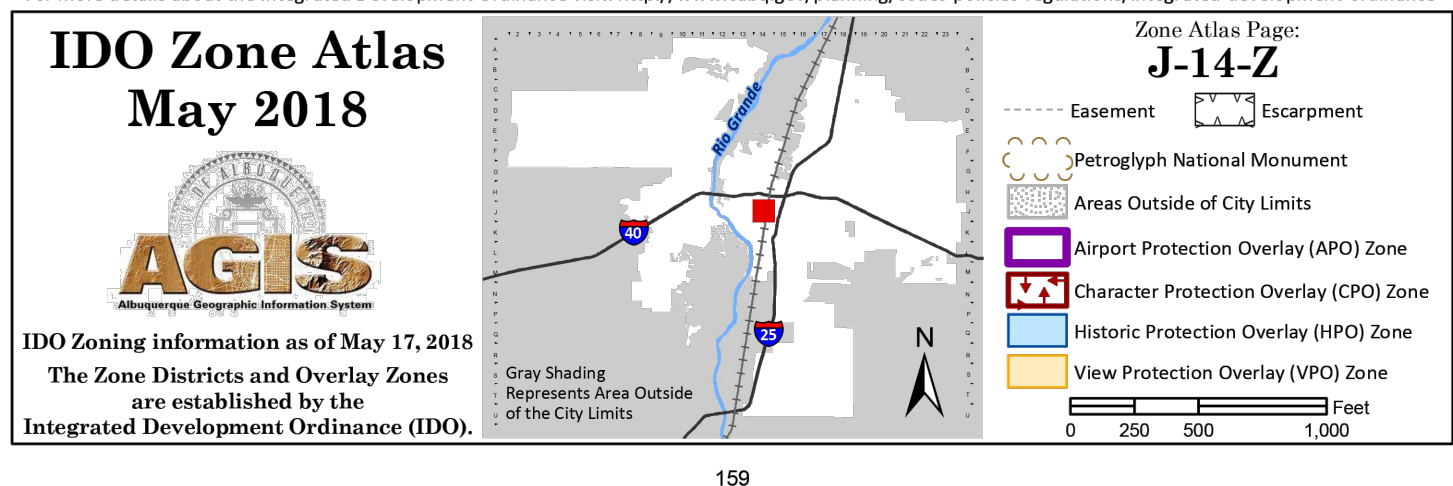 IDO Zone Atlas
May 2018
OF ALBUQUERQUE
AGIS
Albuquerque Geographic Information System
IDO Zoning information as of May 17, 2018
The Zone Districts and Overlay Zones
are established by the
Integrated Development Ordinance (IDO).
Rio Grande
40
25
Gray Shading
Represents Area Outside
of the City Limits
N
Zone Atlas Page:
J-14-Z
Easement
Escarpment
Petroglyph National Monument
Areas Outside of City Limits
Airport Protection Overlay (APO) Zone
Character Protection Overlay (CPO) Zone
Historic Protection Overlay (HPO) Zone
View Protection Overlay (VPO) Zone
Feet
0 250 500 1,000
159